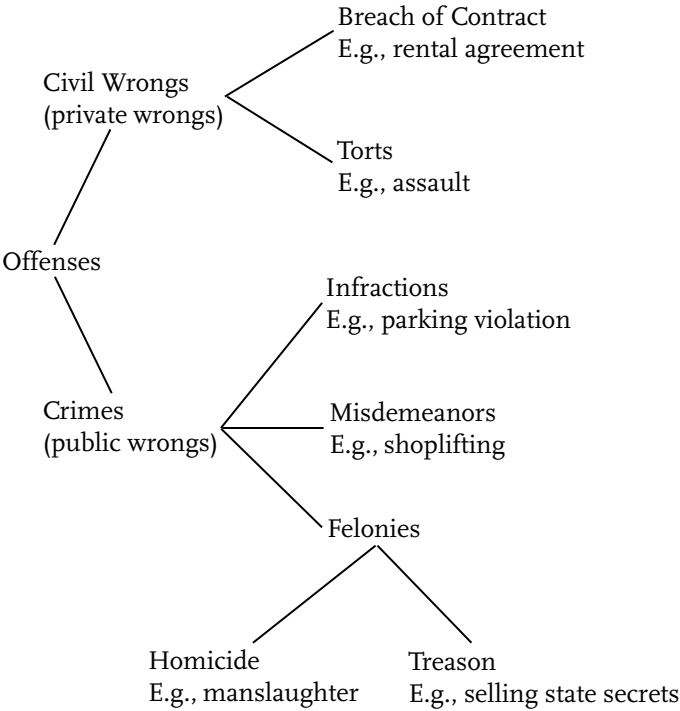 Breach of Contract
E.g., rental agreement
Civil Wrongs
(private wrongs)
Torts
E.g., assault
Offenses
Infractions
E.g., parking violation
Crimes
(public wrongs)
Misdemeanors
E.g., shoplifting
Felonies
Homicide
E.g., manslaughter
Treason
E.g., selling state secrets